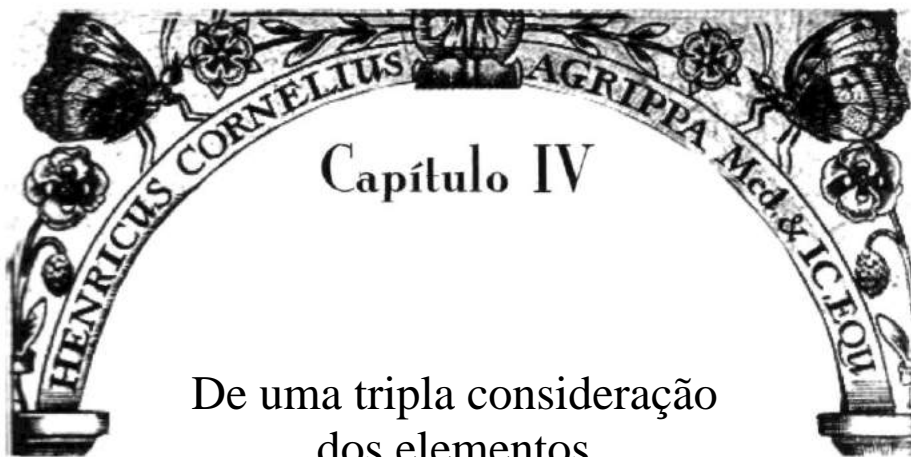 HENRICUS CORNELIUS AGRIPPA Med. & IC. EQU
Capítulo IV
De uma tripla consideração
dos elementos